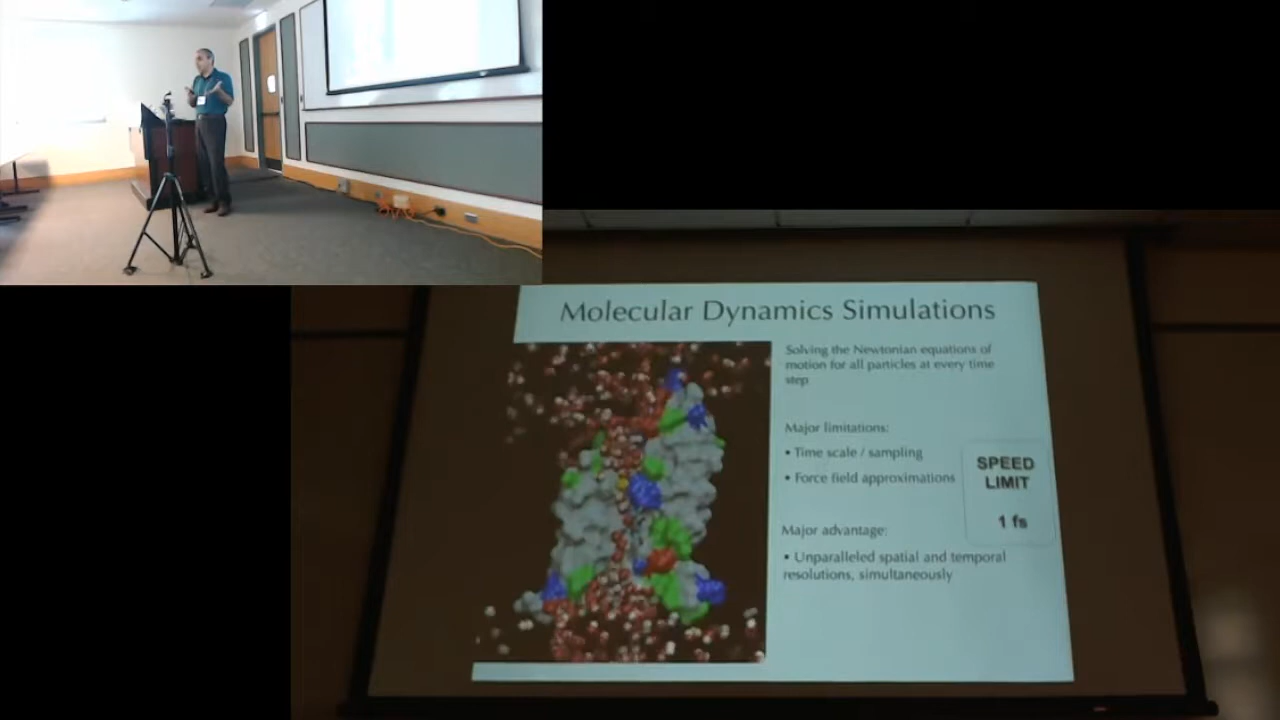 Molecular Dynamics Simulations
Solving the Newtonian equations of
motion for all particles at every time
step
Major limitations:
• Time scale / sampling
• Force field approximations
SPEED
LIMIT
1 fs
Major advantage:
• Unparalleled spatial and temporal
resolutions, simultaneously